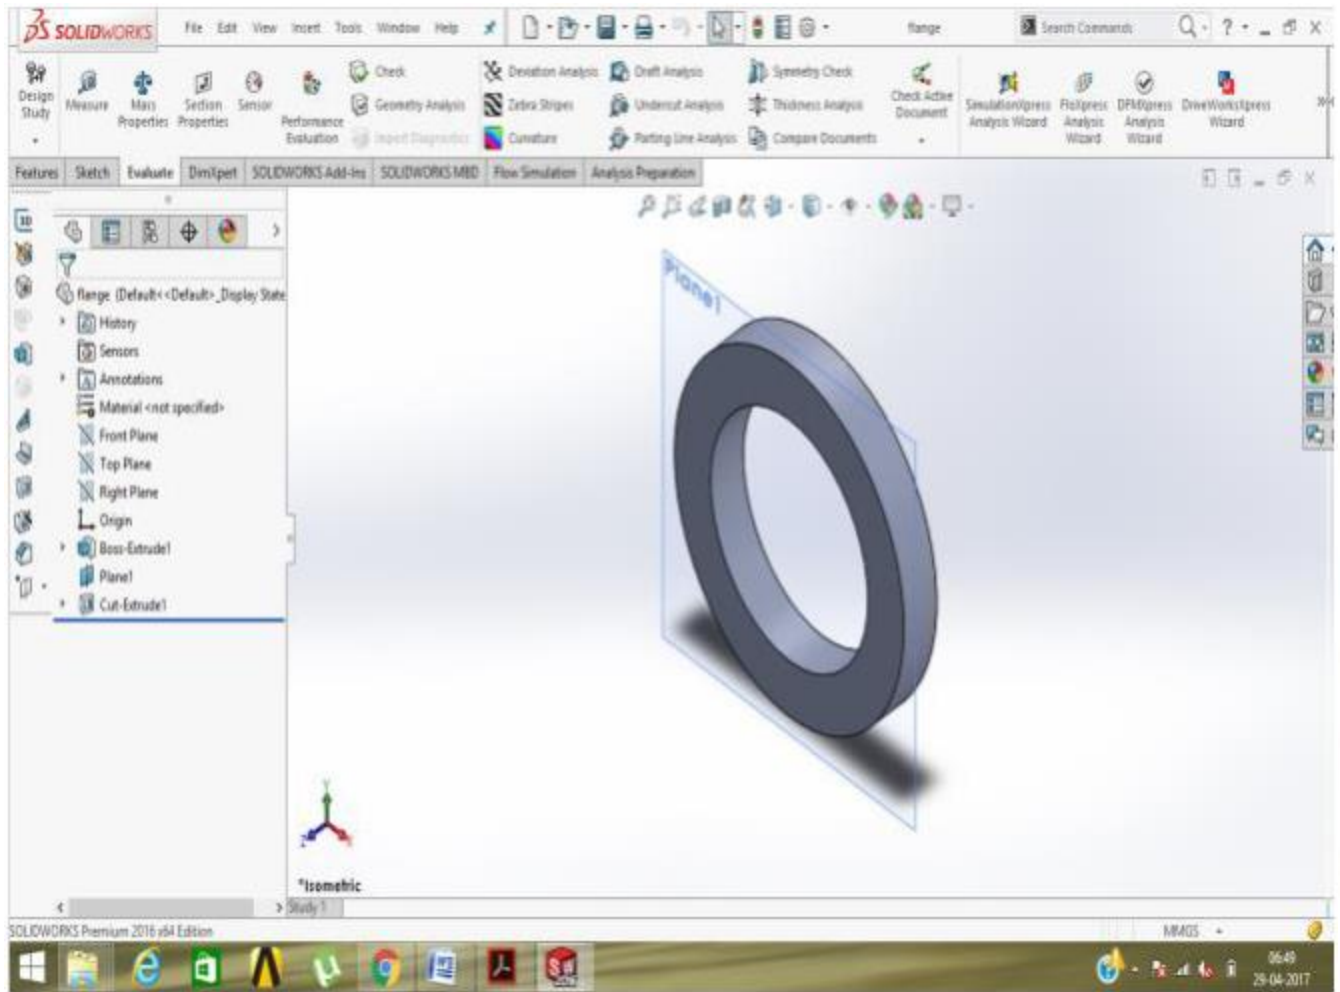 SOLIDWORKS File Edit View Insert Tools Window Help flange Search Commands
Design Study
Measure
Mass Properties
Section Properties
Sensor
Performance Evaluation
Check
Geometry Analysis
Import Diagnostics
Deviation Analysis
Zebra Stripes
Curvature
Draft Analysis
Undercut Analysis
Parting Line Analysis
Symmetry Check
Thickness Analysis
Compare Documents
Check Active Document
SimulationXpress Analysis Wizard
FloXpress Analysis Wizard
DFMXpress Analysis Wizard
DriveWorksXpress Wizard
Features Sketch Evaluate DimXpert SOLIDWORKS Add-Ins SOLIDWORKS MBD Flow Simulation Analysis Preparation
flange (Default<<Default>_Display State
History
Sensors
Annotations
Material <not specified>
Front Plane
Top Plane
Right Plane
Origin
Boss-Extrude1
Plane1
Cut-Extrude1
Plane1
Y
*Isometric
Study 1
SOLIDWORKS Premium 2016 x64 Edition MMGS
06:49
29-04-2017